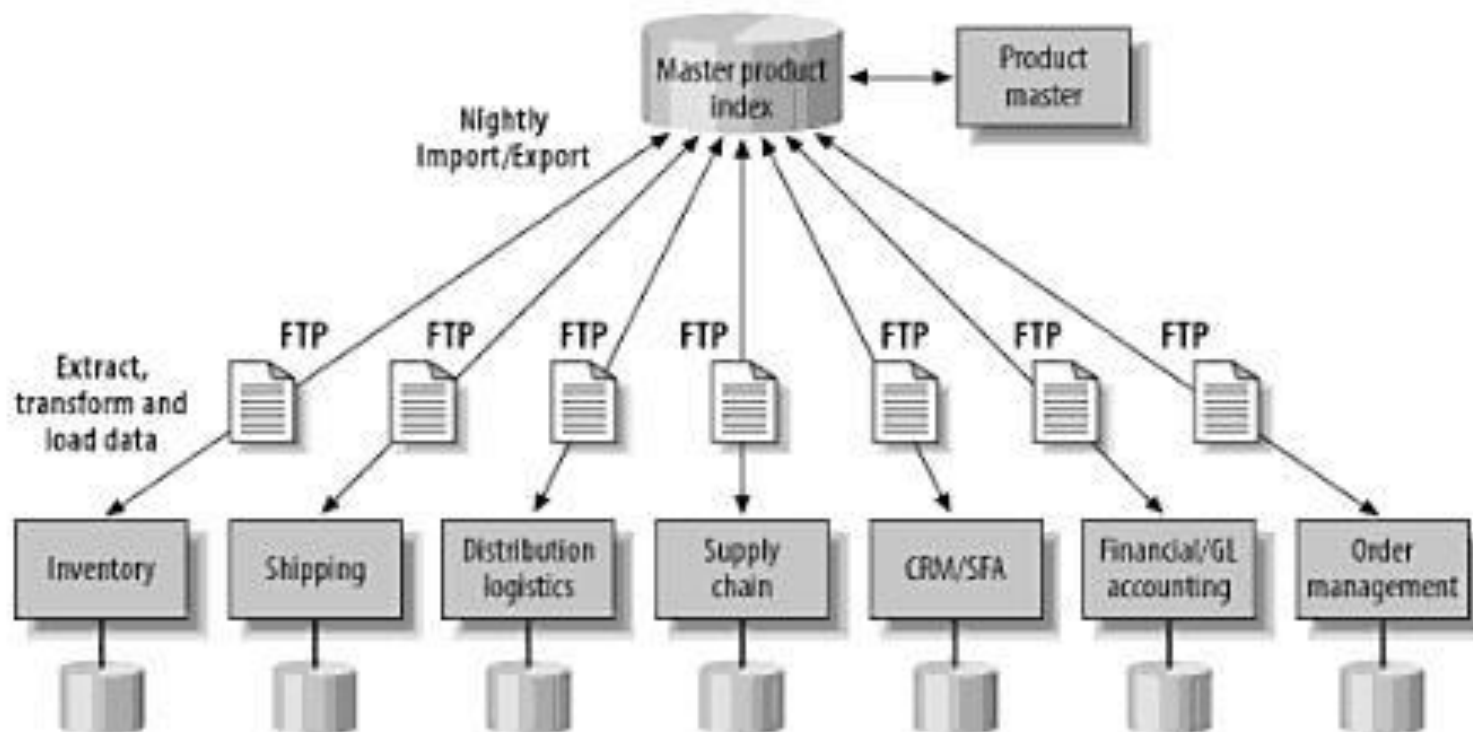 Master product
index
Product
master
Nightly
Import/Export
FTP
FTP
FTP
FTP
FTP
FTP
FTP
Extract,
transform and
load data
Inventory
Shipping
Distribution
logistics
Supply
chain
CRM/SFA
Financial/GL
accounting
Order
management